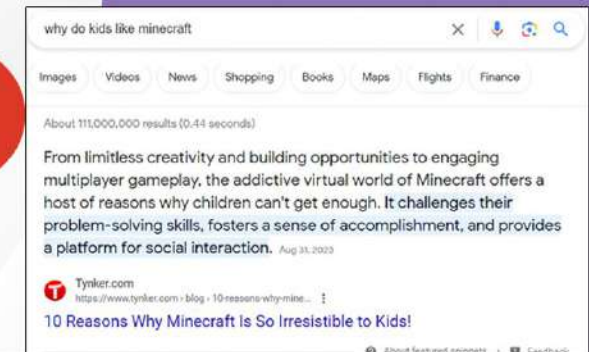 why do kids like minecraft
Images Videos News Shopping Books Maps Flights Finance
About 111,000,000 results (0.44 seconds)
From limitless creativity and building opportunities to engaging
multiplayer gameplay, the addictive virtual world of Minecraft offers a
host of reasons why children can't get enough. It challenges their
problem-solving skills, fosters a sense of accomplishment, and provides
a platform for social interaction. Aug 31, 2023
Tynker.com
https://www.tynker.com › blog › 10-reasons-why-mine...
10 Reasons Why Minecraft Is So Irresistible to Kids!
About featured snippets · Feedback